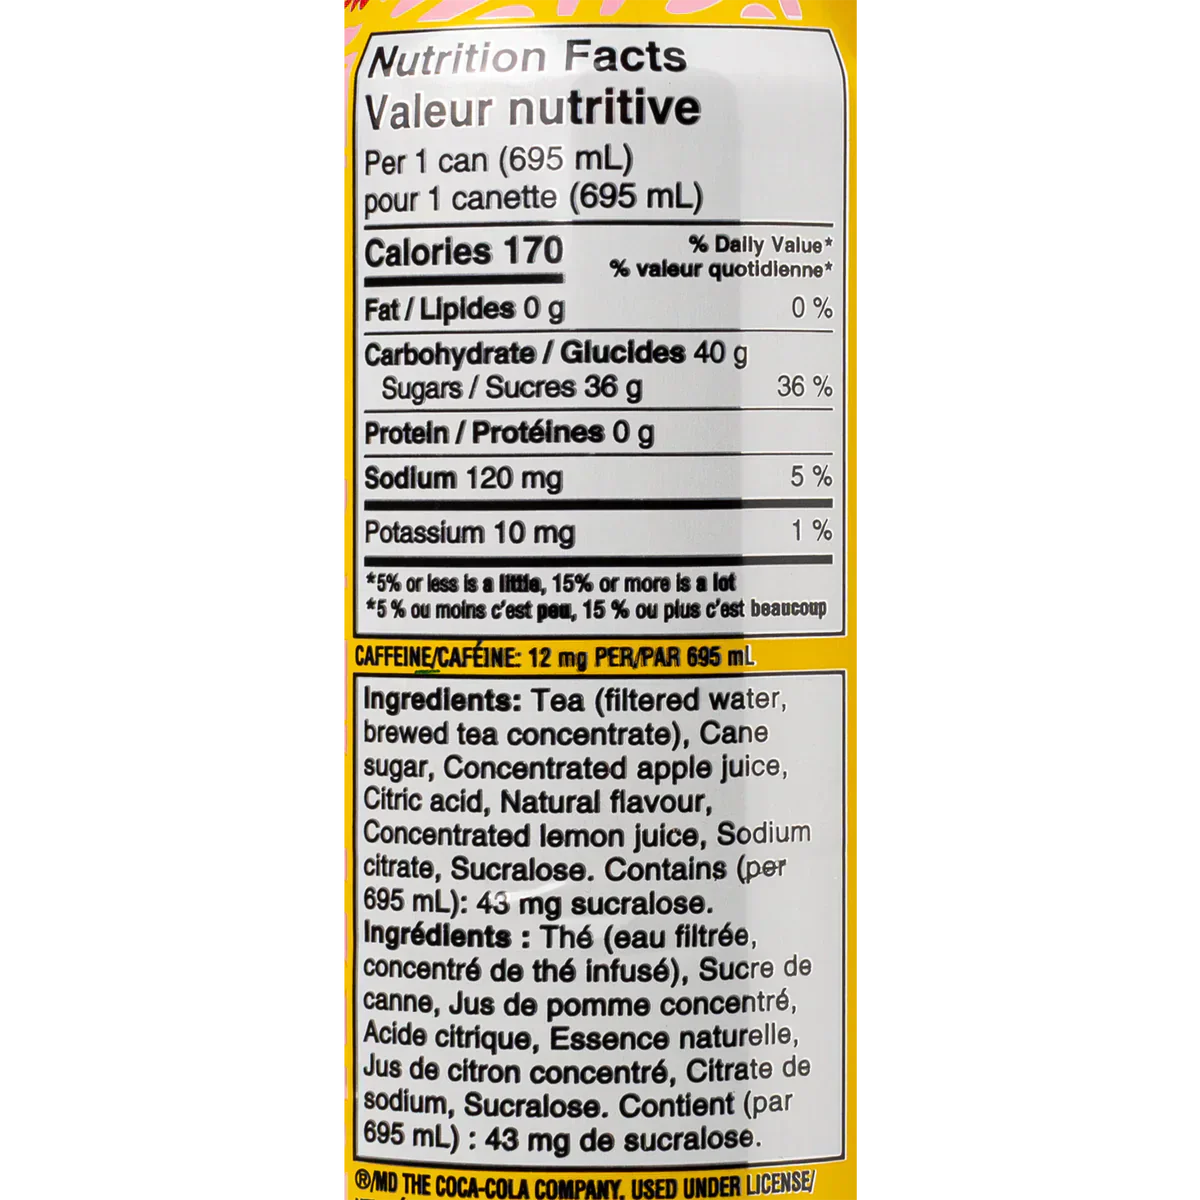 Nutrition Facts
Valeur nutritive
Per 1 can (695 mL)
pour 1 canette (695 mL)
Calories 170
% Daily Value*
% valeur quotidienne*
Fat / Lipides 0 g 0 %
Carbohydrate / Glucides 40 g
Sugars / Sucres 36 g 36 %
Protein / Protéines 0 g
Sodium 120 mg 5 %
Potassium 10 mg 1 %
*5% or less is a little, 15% or more is a lot
*5 % ou moins c'est peu, 15 % ou plus c'est beaucoup
CAFFEINE/CAFÉINE: 12 mg PER/PAR 695 mL
Ingredients: Tea (filtered water,
brewed tea concentrate), Cane
sugar, Concentrated apple juice,
Citric acid, Natural flavour,
Concentrated lemon juice, Sodium
citrate, Sucralose. Contains (per
695 mL): 43 mg sucralose.
Ingrédients : Thé (eau filtrée,
concentré de thé infusé), Sucre de
canne, Jus de pomme concentré,
Acide citrique, Essence naturelle,
Jus de citron concentré, Citrate de
sodium, Sucralose. Contient (par
695 mL) : 43 mg de sucralose.
®/MD THE COCA-COLA COMPANY, USED UNDER LICENSE/